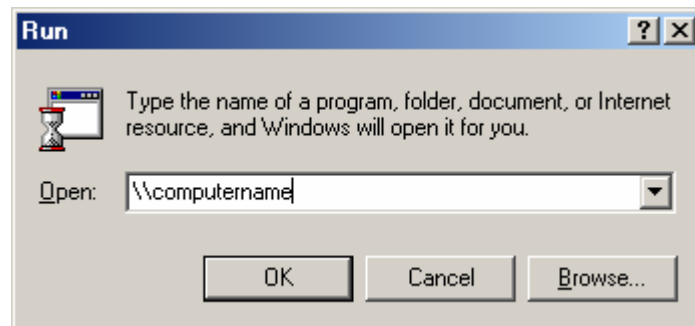 Run
Type the name of a program, folder, document, or Internet
resource, and Windows will open it for you.
Open: \\computername
OK Cancel Browse...